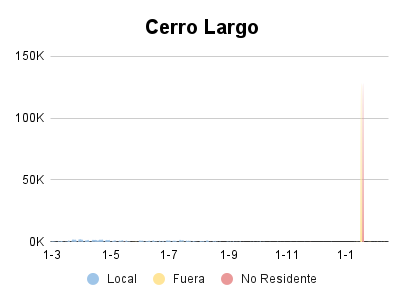 Cerro Largo
150K
100K
50K
0K
1-3 1-5 1-7 1-9 1-11 1-1
Local Fuera No Residente